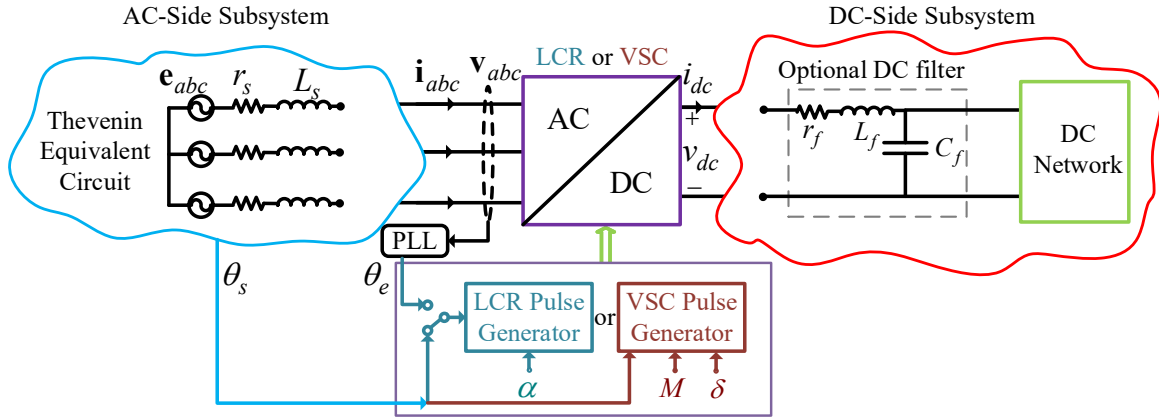 AC-Side Subsystem
DC-Side Subsystem
e_abc
r_s
L_s
Thevenin
Equivalent
Circuit
i_abc
v_abc
LCR or VSC
AC
DC
i_dc
+
v_dc
−
Optional DC filter
r_f
L_f
C_f
DC
Network
PLL
θ_s
θ_e
LCR Pulse
Generator
or
VSC Pulse
Generator
α
M
δ